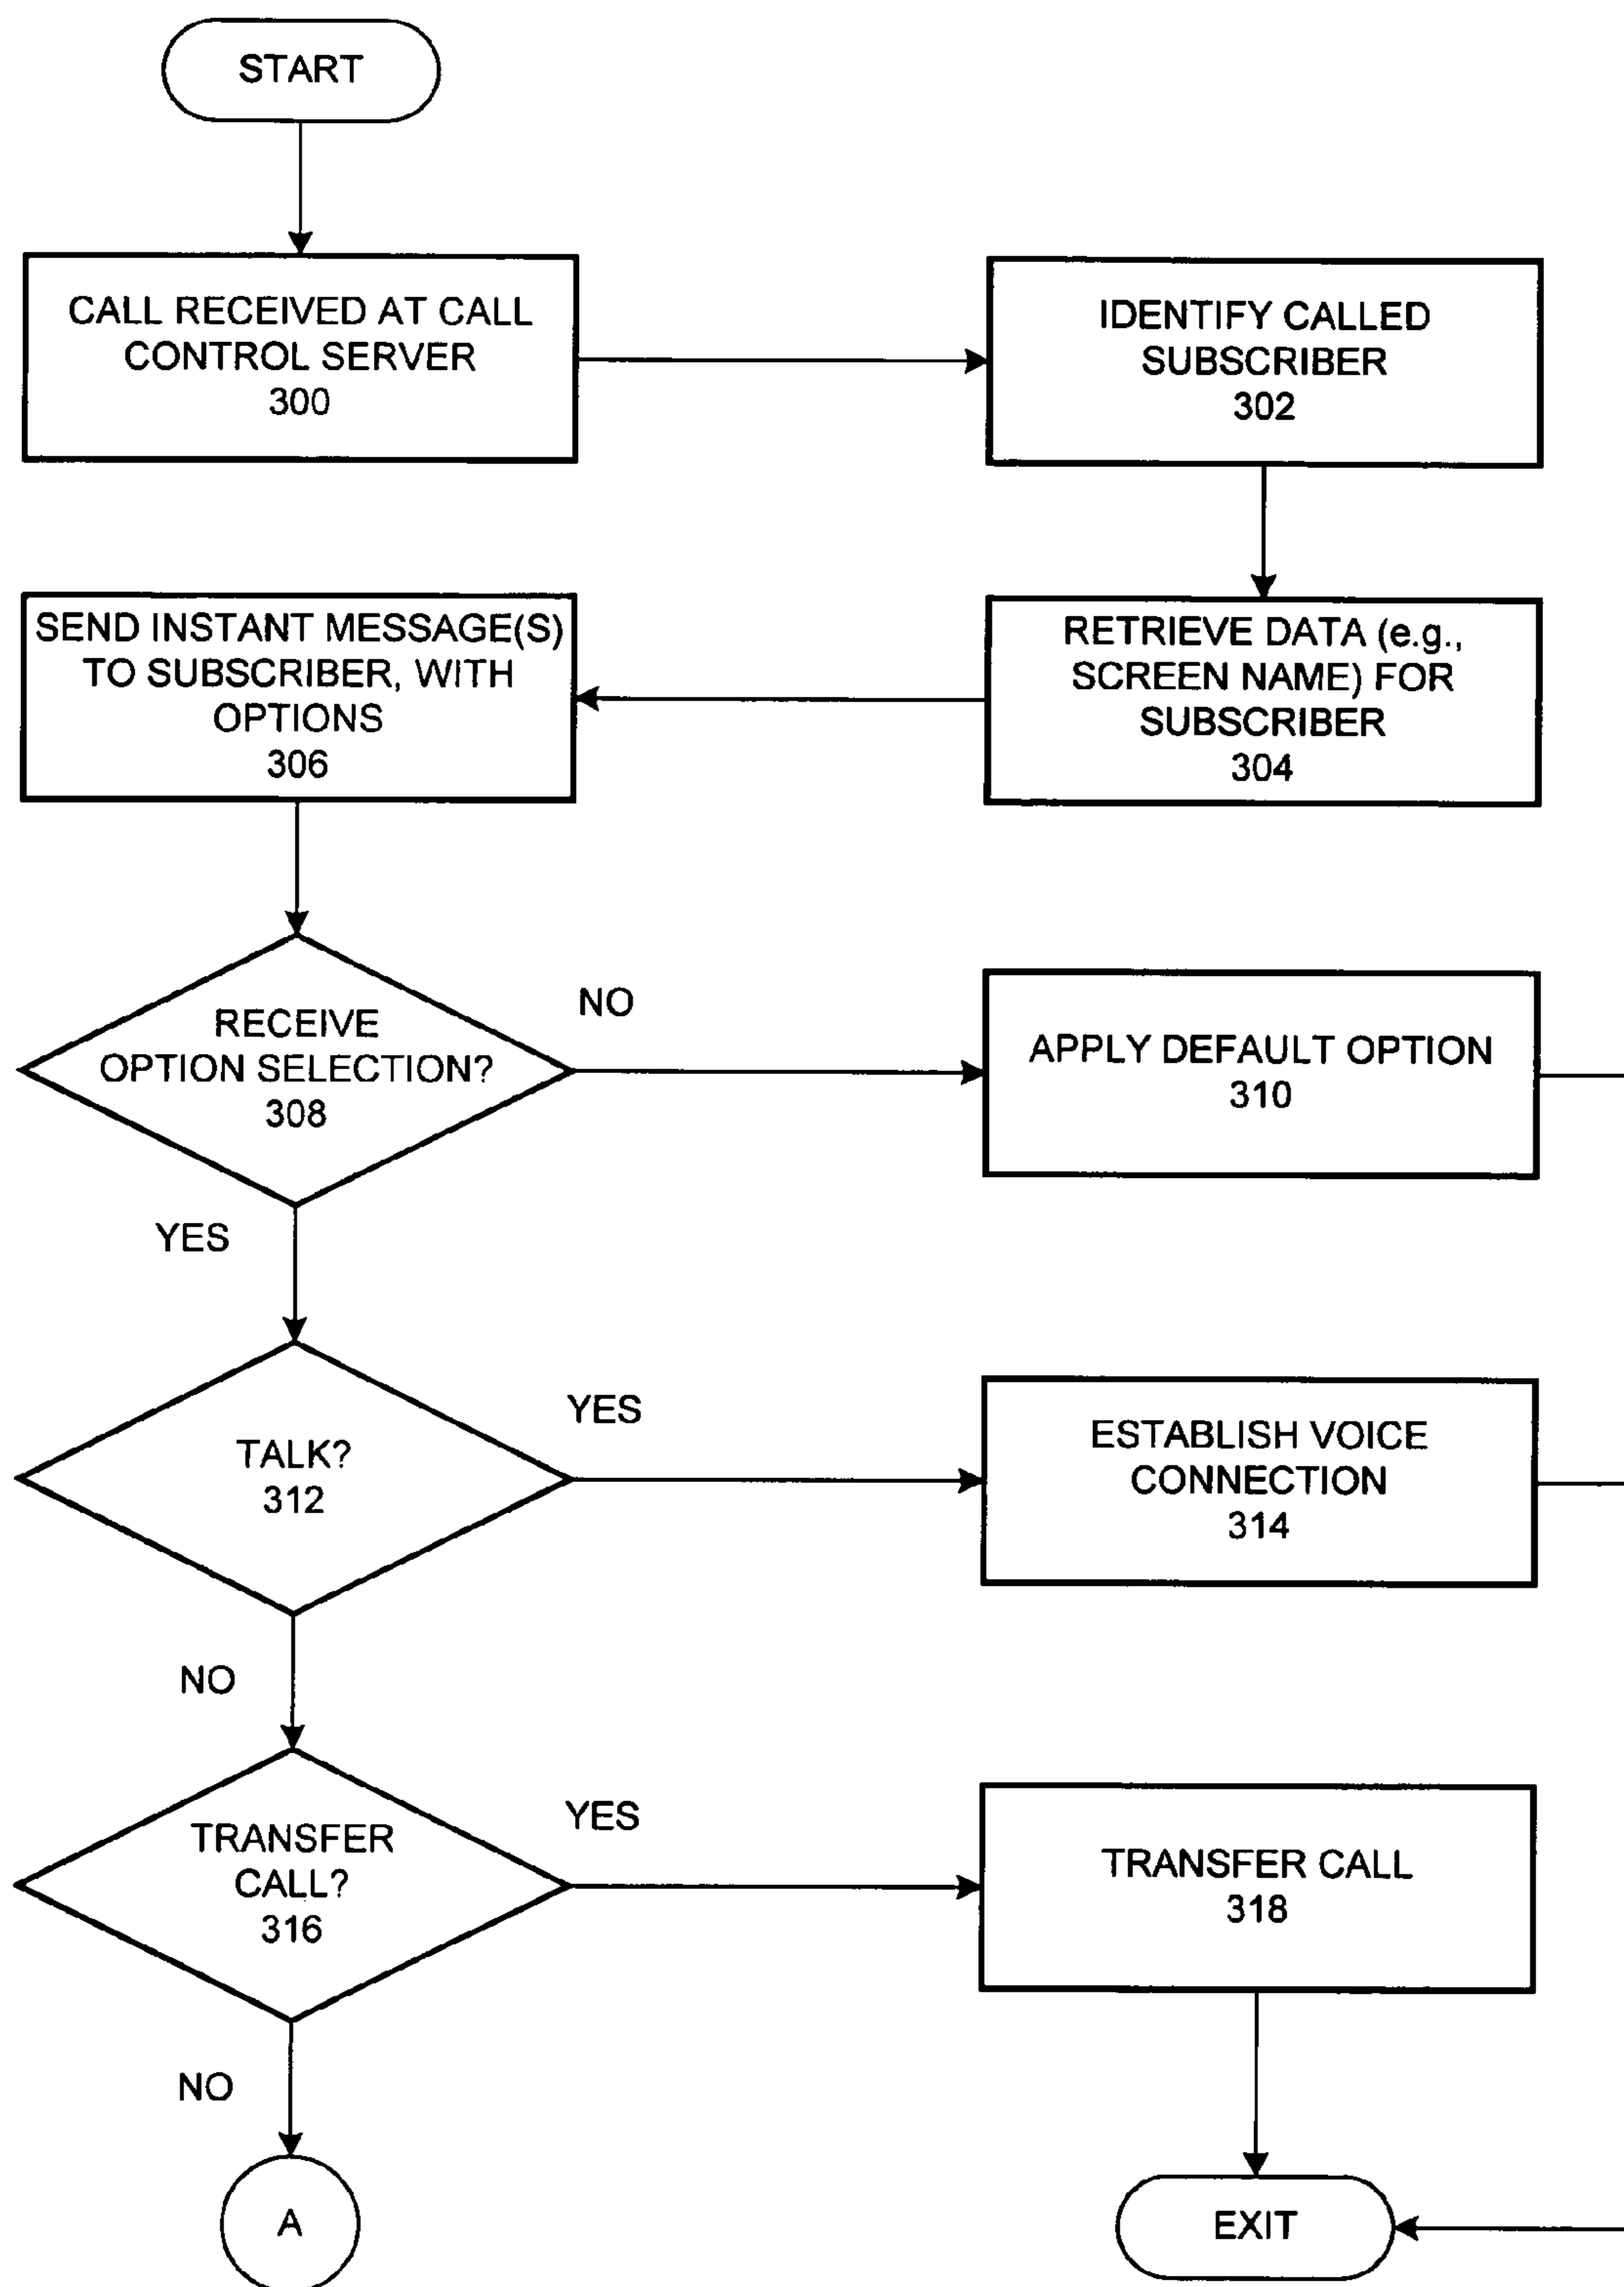 START
CALL RECEIVED AT CALL
CONTROL SERVER
300
IDENTIFY CALLED
SUBSCRIBER
302
SEND INSTANT MESSAGE(S)
TO SUBSCRIBER, WITH
OPTIONS
306
RETRIEVE DATA (e.g.,
SCREEN NAME) FOR
SUBSCRIBER
304
RECEIVE
OPTION SELECTION?
308
NO
APPLY DEFAULT OPTION
310
YES
TALK?
312
YES
ESTABLISH VOICE
CONNECTION
314
NO
TRANSFER
CALL?
316
YES
TRANSFER CALL
318
NO
A
EXIT